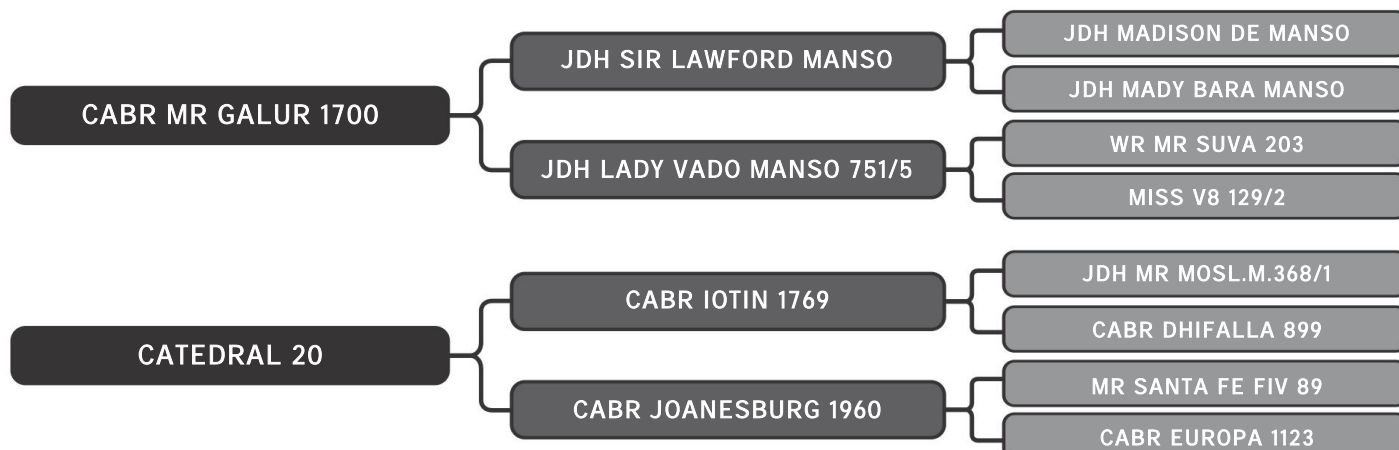 CABR MR GALUR 1700
JDH SIR LAWFORD MANSO
JDH LADY VADO MANSO 751/5
JDH MADISON DE MANSO
JDH MADY BARA MANSO
WR MR SUVA 203
MISS V8 129/2
CATEDRAL 20
CABR IOTIN 1769
CABR JOANESBURG 1960
JDH MR MOSL.M.368/1
CABR DHIFALLA 899
MR SANTA FE FIV 89
CABR EUROPA 1123